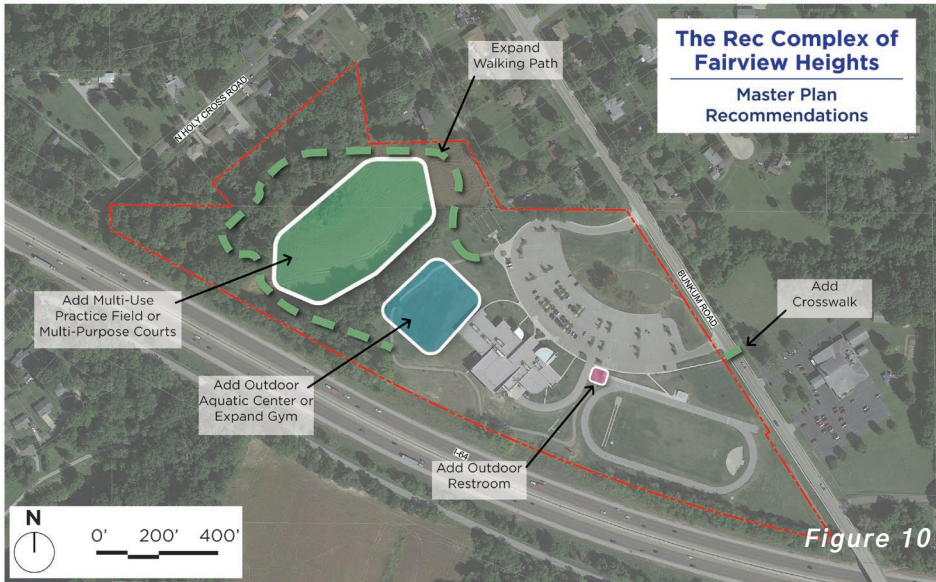 The Rec Complex of
Fairview Heights
Master Plan
Recommendations
Expand
Walking Path
N HOLY CROSS ROAD
BUNKUM ROAD
Add
Crosswalk
Add Multi-Use
Practice Field or
Multi-Purpose Courts
Add Outdoor
Aquatic Center or
Expand Gym
I-64
Add Outdoor
Restroom
N
0' 200' 400'
Figure 10